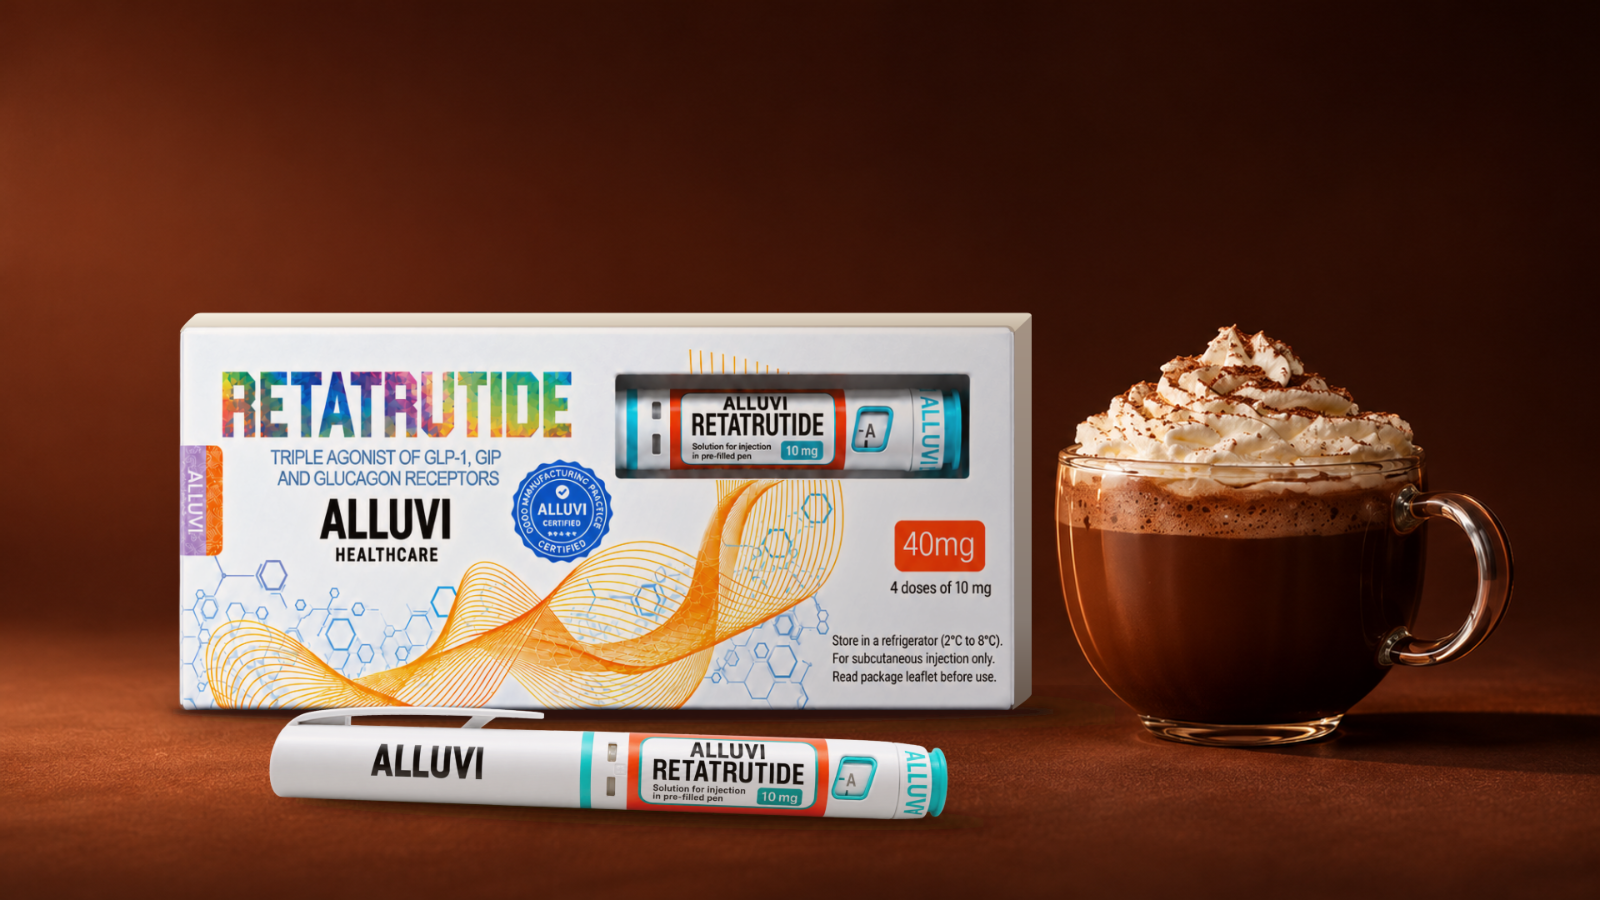 RETATRUTIDE
TRIPLE AGONIST OF GLP-1, GIP
AND GLUCAGON RECEPTORS
ALLUVI
HEALTHCARE
ALLUVI
MANUFACTURING PRACTICE
ALLUVI
CERTIFIED
CERTIFIED
ALLUVI
RETATRUTIDE
Solution for injection
in pre-filled pen
10 mg
-A
ALLUVI
40mg
4 doses of 10 mg
Store in a refrigerator (2°C to 8°C).
For subcutaneous injection only.
Read package leaflet before use.
ALLUVI
ALLUVI
RETATRUTIDE
Solution for injection
in pre-filled pen
10 mg
-A
ALLUVI